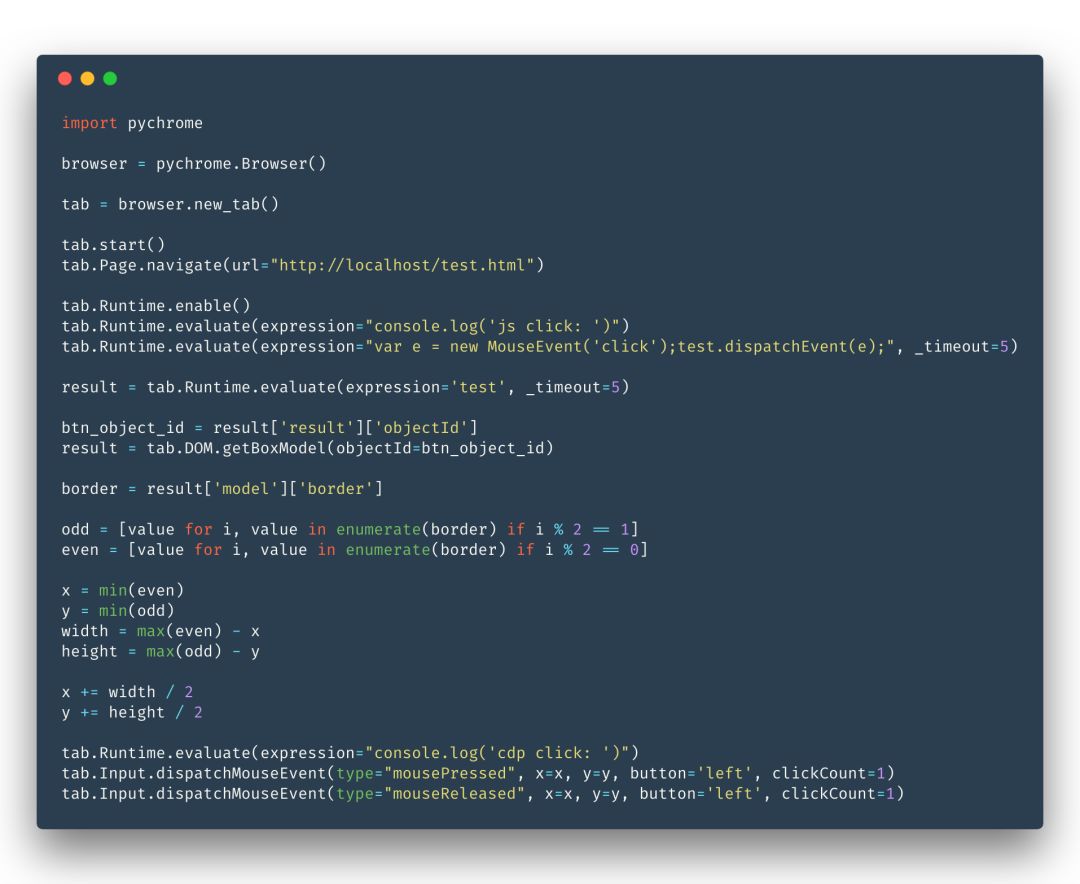 import pychrome
browser = pychrome.Browser()
tab = browser.new_tab()
tab.start()
tab.Page.navigate(url="http://localhost/test.html")
tab.Runtime.enable()
tab.Runtime.evaluate(expression="console.log('js click: ')")
tab.Runtime.evaluate(expression="var e = new MouseEvent('click');test.dispatchEvent(e);", _timeout=5)
result = tab.Runtime.evaluate(expression='test', _timeout=5)
btn_object_id = result['result']['objectId']
result = tab.DOM.getBoxModel(objectId=btn_object_id)
border = result['model']['border']
odd = [value for i, value in enumerate(border) if i % 2 == 1]
even = [value for i, value in enumerate(border) if i % 2 == 0]
x = min(even)
y = min(odd)
width = max(even) - x
height = max(odd) - y
x += width / 2
y += height / 2
tab.Runtime.evaluate(expression="console.log('cdp click: ')")
tab.Input.dispatchMouseEvent(type="mousePressed", x=x, y=y, button='left', clickCount=1)
tab.Input.dispatchMouseEvent(type="mouseReleased", x=x, y=y, button='left', clickCount=1)